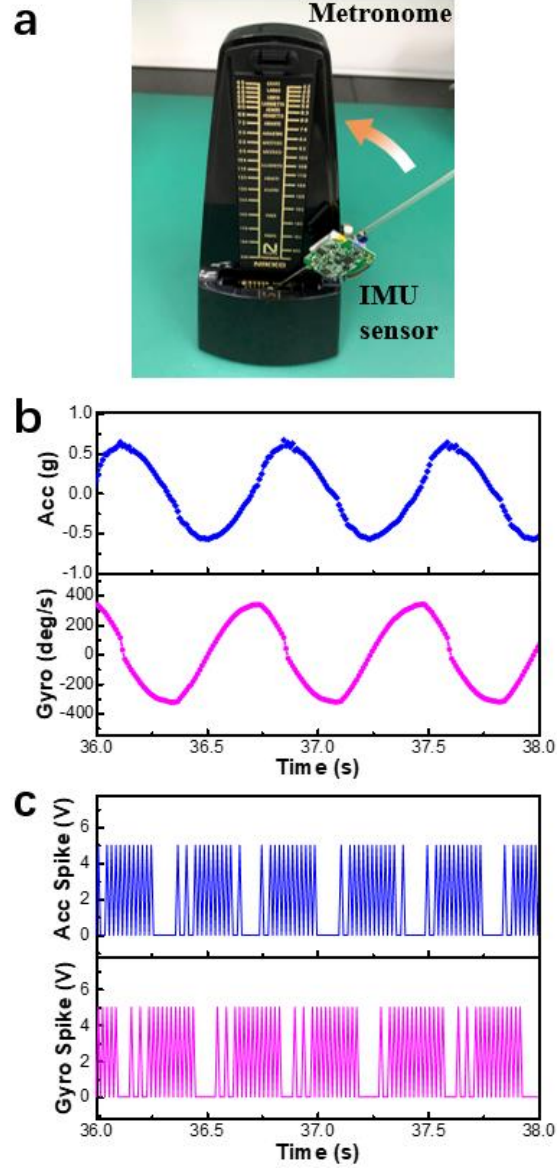 a
Metronome
NIKKO
IMU
sensor
b
1.0
0.5
0.0
-0.5
-1.0
Acc (g)
400
200
0
-200
-400
Gyro (deg/s)
36.0 36.5 37.0 37.5 38.0
Time (s)
c
6
4
2
0
Acc Spike (V)
6
4
2
0
Gyro Spike (V)
36.0 36.5 37.0 37.5 38.0
Time (s)